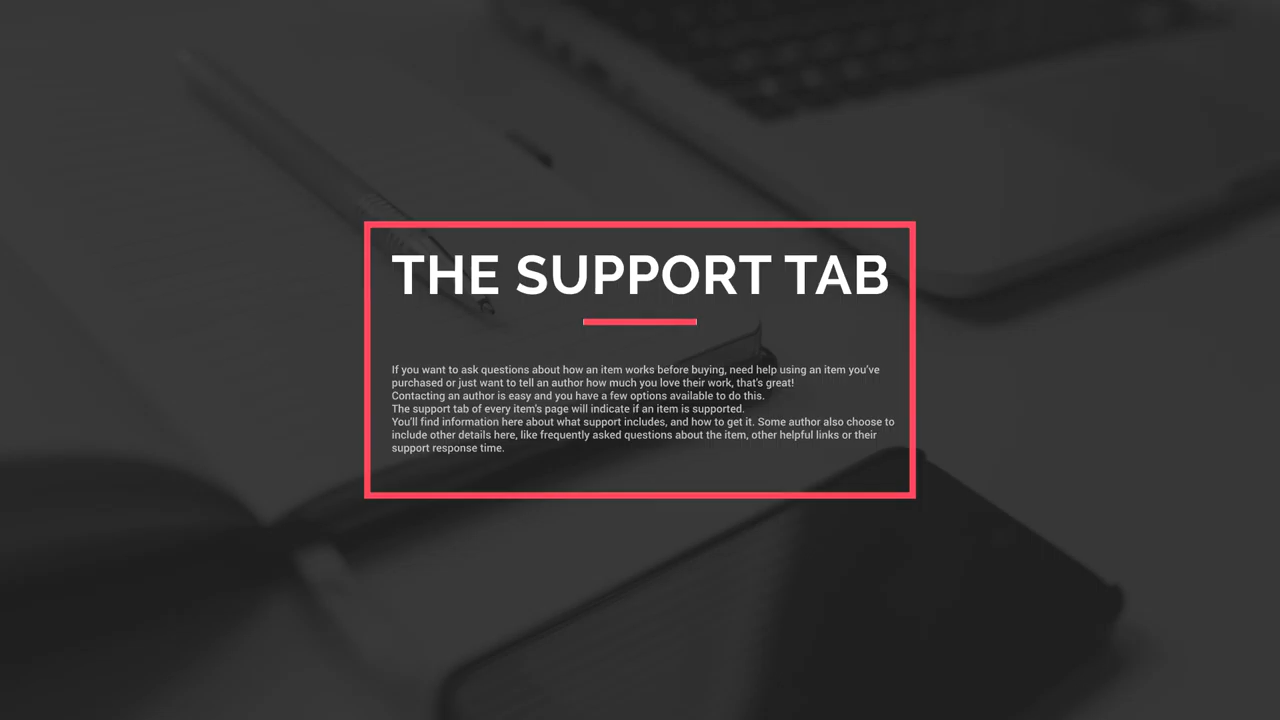 THE SUPPORT TAB
If you want to ask questions about how an item works before buying, need help using an item you've
purchased or just want to tell an author how much you love their work, that's great!
Contacting an author is easy and you have a few options available to do this.
The support tab of every item's page will indicate if an item is supported.
You'll find information here about what support includes, and how to get it. Some author also choose to
include other details here, like frequently asked questions about the item, other helpful links or their
support response time.